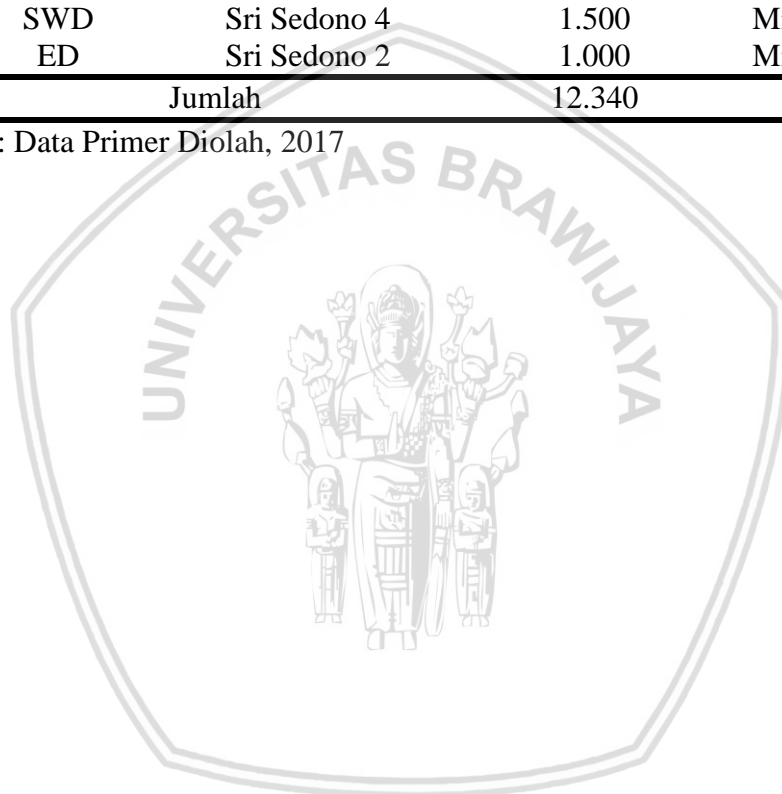 SWD Sri Sedono 4 1.500
ED Sri Sedono 2 1.000
Jumlah 12.340
: Data Primer Diolah, 2017
UNIVERSITAS BRAWIJAYA